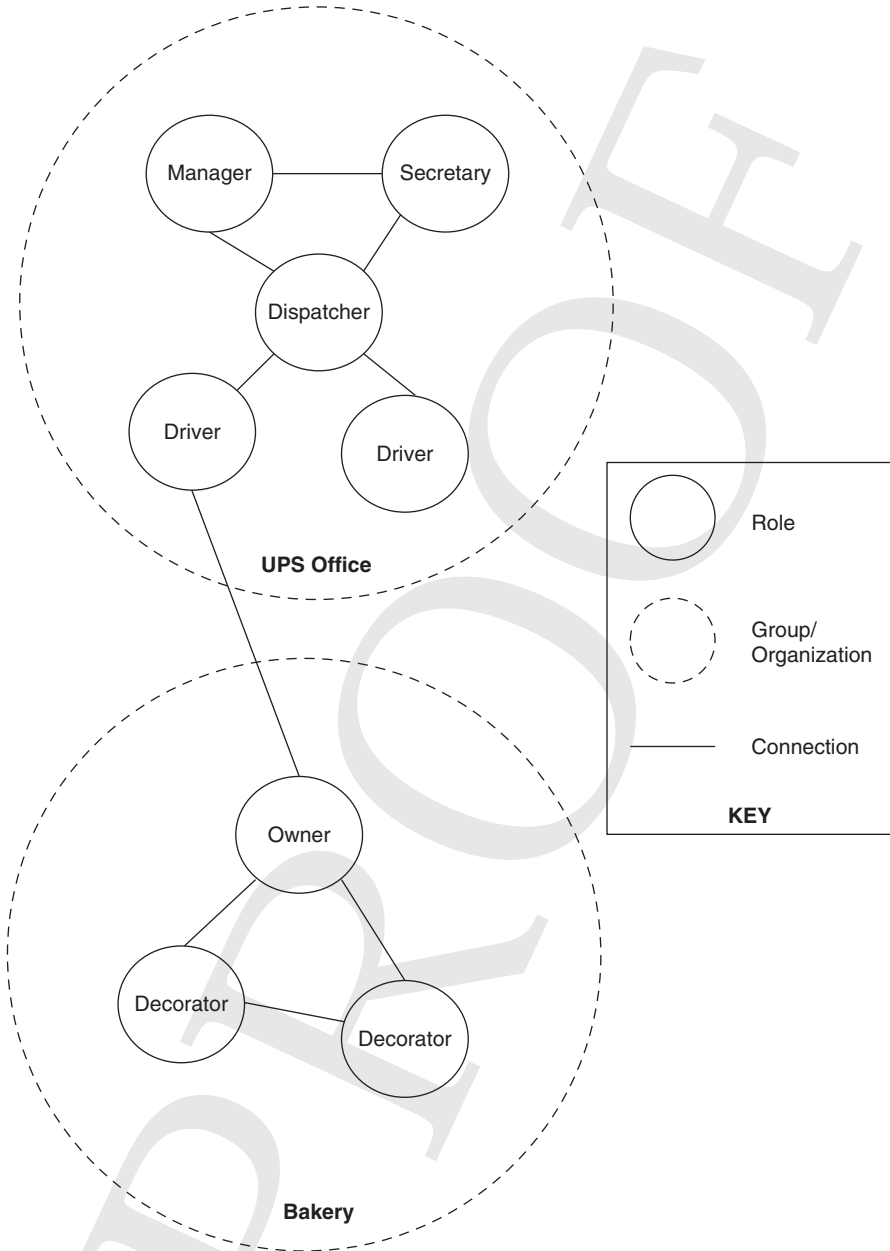 Manager
Secretary
Dispatcher
Driver
Driver
UPS Office
Role
Group/
Organization
Connection
KEY
Owner
Decorator
Decorator
Bakery
PROOF